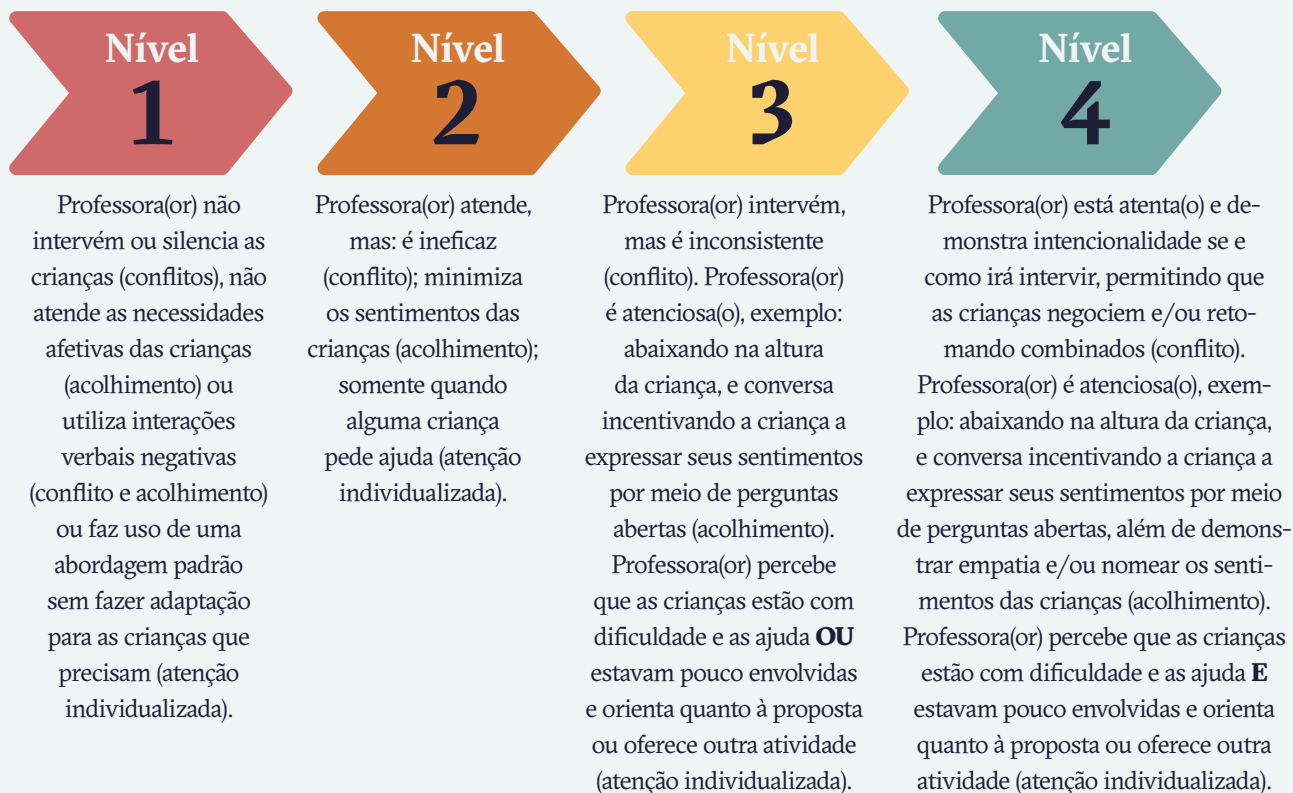 Nível
1
Professora(or) não
intervém ou silencia as
crianças (conflitos), não
atende as necessidades
afetivas das crianças
(acolhimento) ou
utiliza interações
verbais negativas
(conflito e acolhimento)
ou faz uso de uma
abordagem padrão
sem fazer adaptação
para as crianças que
precisam (atenção
individualizada).
Nível
2
Professora(or) atende,
mas: é ineficaz
(conflito); minimiza
os sentimentos das
crianças (acolhimento);
somente quando
alguma criança
pede ajuda (atenção
individualizada).
Nível
3
Professora(or) intervém,
mas é inconsistente
(conflito). Professora(or)
é atenciosa(o), exemplo:
abaixando na altura
da criança, e conversa
incentivando a criança a
expressar seus sentimentos
por meio de perguntas
abertas (acolhimento).
Professora(or) percebe
que as crianças estão com
dificuldade e as ajuda OU
estavam pouco envolvidas
e orienta quanto à proposta
ou oferece outra atividade
(atenção individualizada).
Nível
4
Professora(or) está atenta(o) e de-
monstra intencionalidade se e
como irá intervir, permitindo que
as crianças negociem e/ou reto-
mando combinados (conflito).
Professora(or) é atenciosa(o), exem-
plo: abaixando na altura da criança,
e conversa incentivando a criança a
expressar seus sentimentos por meio
de perguntas abertas, além de demons-
trar empatia e/ou nomear os senti-
mentos das crianças (acolhimento).
Professora(or) percebe que as crianças
estão com dificuldade e as ajuda E
estavam pouco envolvidas e orienta
quanto à proposta ou oferece outra
atividade (atenção individualizada).